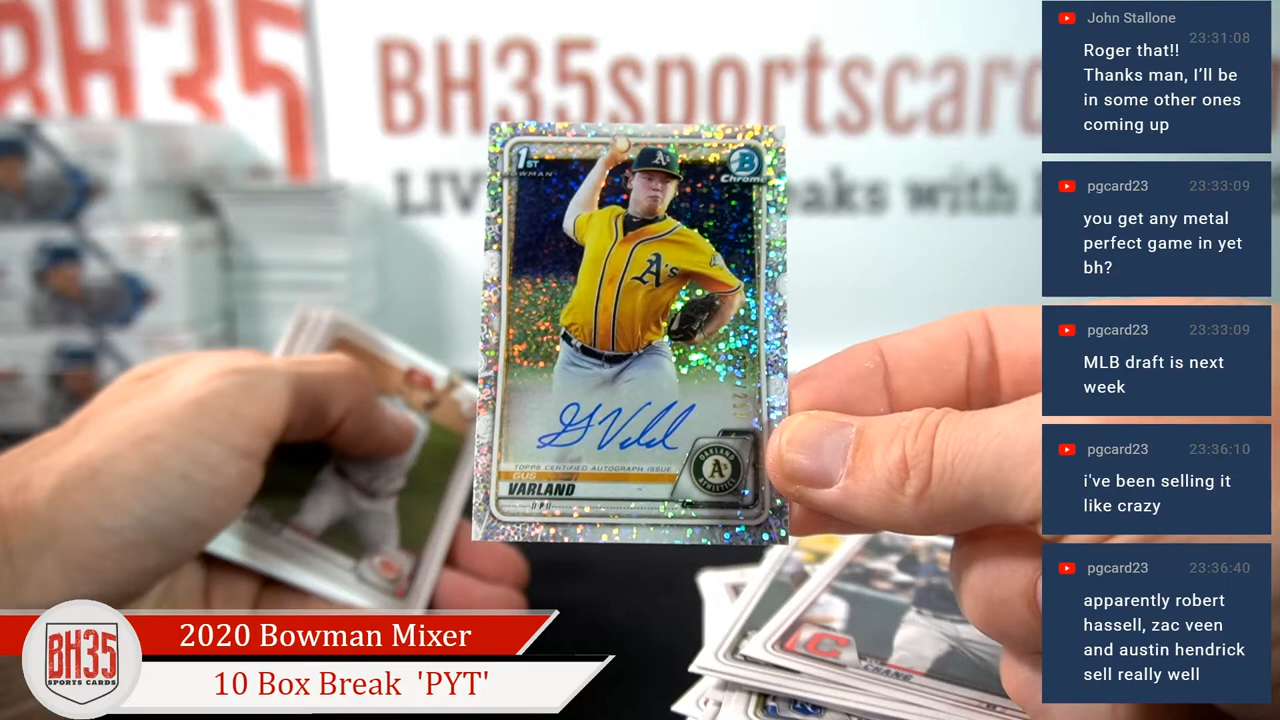 BH35
BH35sportscard
LIV
eaks with
1ST
BOWMAN
B
Chrome
A's
A's
TOPPS CERTIFIED AUTOGRAPH ISSUE
GUS
VARLAND
OAKLAND
A's
ATHLETICS
C
2020 Bowman Mixer
10 Box Break 'PYT'
BH35
SPORTS CARDS
John Stallone
23:31:08
Roger that!!
Thanks man, I'll be
in some other ones
coming up
pgcard23 23:33:09
you get any metal
perfect game in yet
bh?
pgcard23 23:33:09
MLB draft is next
week
pgcard23 23:36:10
i've been selling it
like crazy
pgcard23 23:36:40
apparently robert
hassell, zac veen
and austin hendrick
sell really well